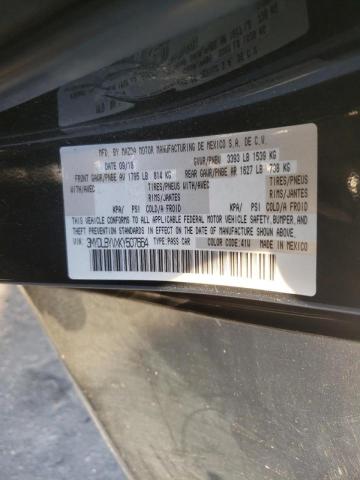 MFD. BY MAZDA MOTOR MANUFACTURING DE MEXICO S.A. DE C.V.
DATE 09/18 GVWR/PNBV 3393 LB 1539 KG
FRONT GAWR/PNBE AV 1795 LB 814 KG REAR GAWR/PNBE AR 1627 LB 738 KG
WITH/AVEC TIRES/PNEUS WITH/AVEC TIRES/PNEUS
RIMS/JANTES RIMS/JANTES
KPA/ PSI COLD/A FROID KPA/ PSI COLD/A FROID
THIS VEHICLE CONFORMS TO ALL APPLICABLE FEDERAL MOTOR VEHICLE SAFETY, BUMPER, AND
THEFT PREVENTION STANDARDS IN EFFECT ON THE DATE OF MANUFACTURE SHOWN ABOVE.
TYPE: PASS CAR COLOR CODE: 41W MADE IN MEXICO